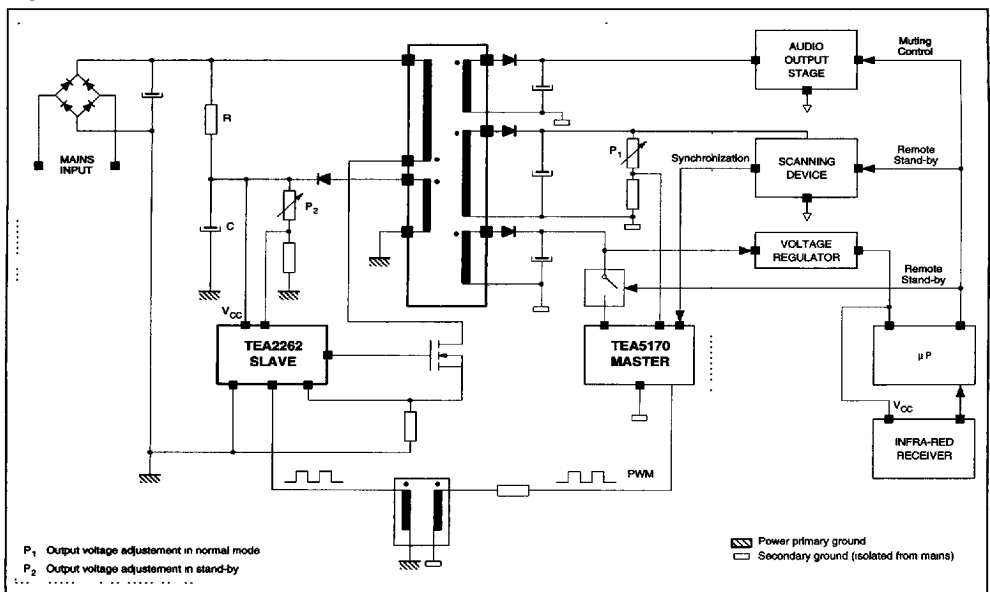 AUDIO
OUTPUT
STAGE
Muting
Control
R
MAINS
INPUT
P1
Synchronization
SCANNING
DEVICE
Remote
Stand-by
P2
C
VOLTAGE
REGULATOR
Remote
Stand-by
VCC
TEA2262
SLAVE
TEA5170
MASTER
µP
VCC
INFRA-RED
RECEIVER
PWM
P1 Output voltage adjustement in normal mode
P2 Output voltage adjustement in stand-by
Power primary ground
Secondary ground (isolated from mains)